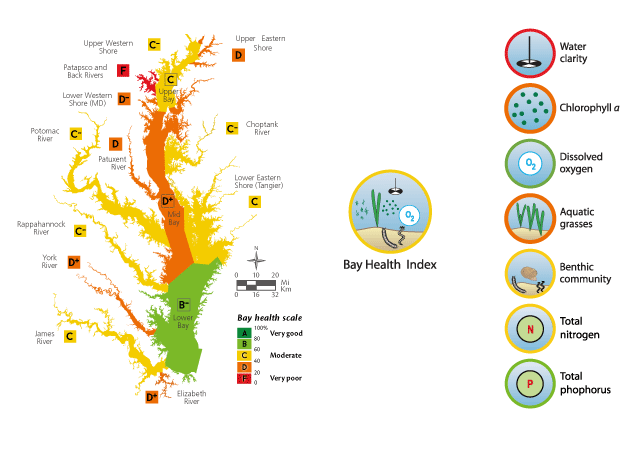 Upper Western
Shore
C-
Upper Eastern
Shore
D
Patapsco and
Back Rivers
F
C
Upper
Bay
Lower Western
Shore (MD)
D-
Potomac
River
C-
D
Patuxent
River
C-
Choptank
River
Lower Eastern
Shore (Tangier)
C
D+
Mid
Bay
Rappahannock
River
C-
York
River
D+
N
0 10 20
Mi
Km
0 16 32
B-
Lower
Bay
James
River
C
D+
Elizabeth
River
Bay health scale
100%
A Very good
80
B
60
C Moderate
40
D
20
F Very poor
0
O2
Bay Health Index
Water
clarity
Chlorophyll a
O2
Dissolved
oxygen
Aquatic
grasses
Benthic
community
N
Total
nitrogen
P
Total
phophorus